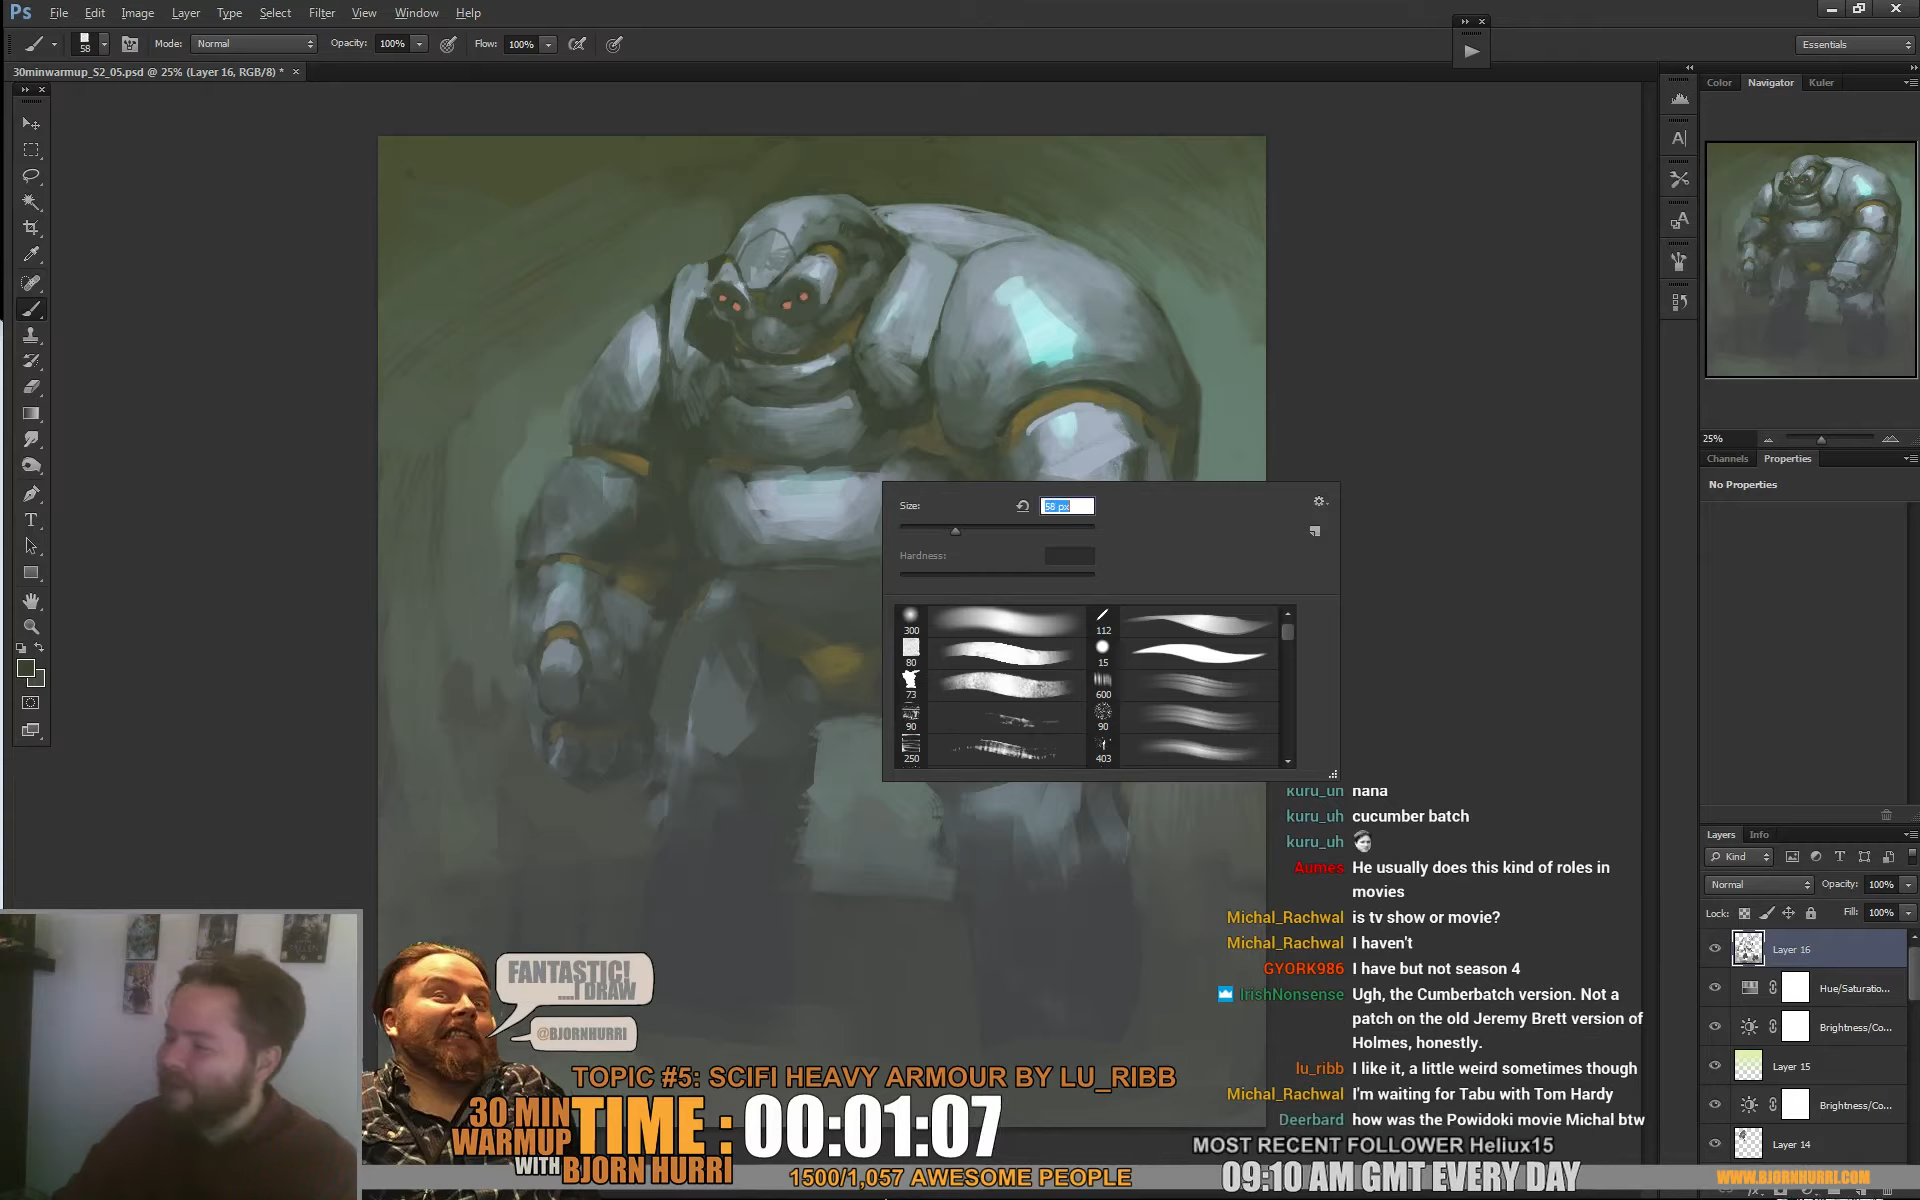 Ps File Edit Image Layer Type Select Filter View Window Help
58 Mode: Normal Opacity: 100% Flow: 100% Essentials
30minwarmup_S2_05.psd @ 25% (Layer 16, RGB/8) *
Color Navigator Kuler
25%
Channels Properties
No Properties
Size: 58 px
Hardness:
300 112
80 15
73 600
90 90
250 403
Layers Info
Kind
Normal Opacity: 100%
Lock: Fill: 100%
Layer 16
Hue/Saturatio...
Brightness/Co...
Layer 15
Brightness/Co...
Layer 14
kuru_uh nana
kuru_uh cucumber batch
kuru_uh
Aumes He usually does this kind of roles in
movies
Michal_Rachwal is tv show or movie?
Michal_Rachwal I haven't
GYORK986 I have but not season 4
IrishNonsense Ugh, the Cumberbatch version. Not a
patch on the old Jeremy Brett version of
Holmes, honestly.
lu_ribb I like it, a little weird sometimes though
Michal_Rachwal I'm waiting for Tabu with Tom Hardy
Deerbard how was the Powidoki movie Michal btw
FANTASTIC!
....I DRAW
@BJORNHURRI
TOPIC #5: SCIFI HEAVY ARMOUR BY LU_RIBB
30 MIN
WARMUP
WITH BJORN HURRI
TIME : 00:01:07
1500/1,057 AWESOME PEOPLE
MOST RECENT FOLLOWER Heliux15
09:10 AM GMT EVERY DAY
WWW.BJORNHURRI.COM